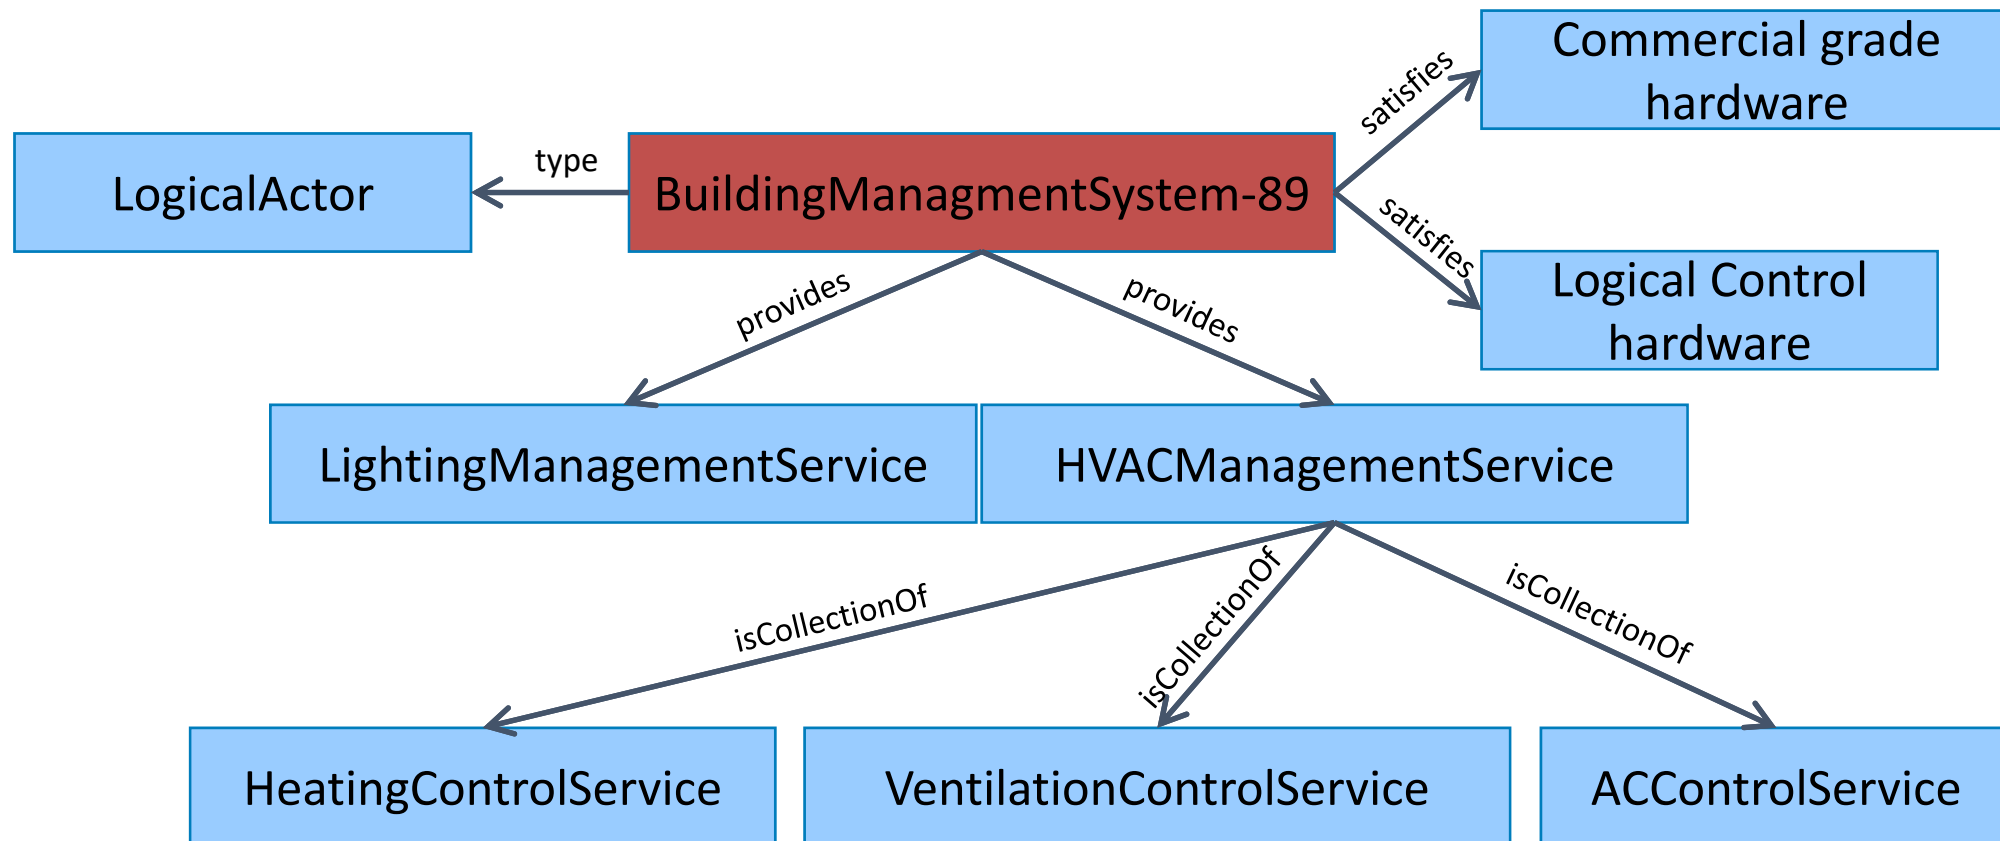 Commercial grade
hardware
satisfies
LogicalActor
type
BuildingManagmentSystem-89
satisfies
Logical Control
hardware
provides
provides
LightingManagementService
HVACManagementService
isCollectionOf
isCollectionOf
isCollectionOf
HeatingControlService
VentilationControlService
ACControlService